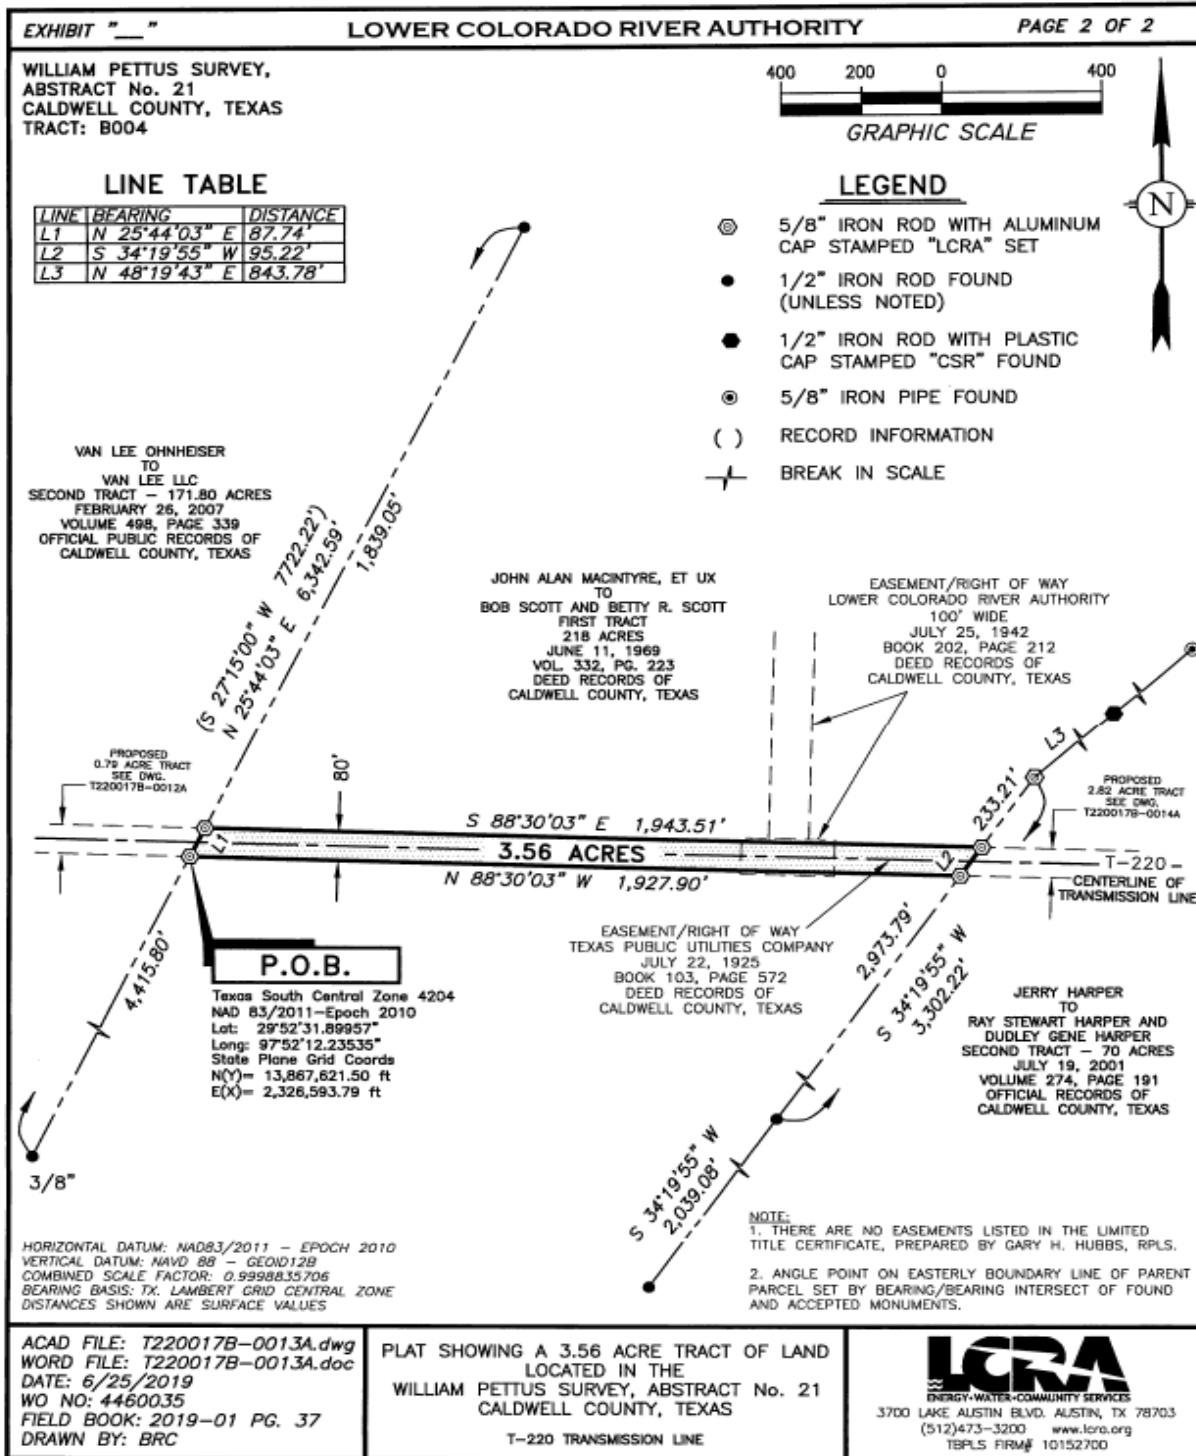 EXHIBIT "__"
LOWER COLORADO RIVER AUTHORITY
PAGE 2 OF 2
WILLIAM PETTUS SURVEY,
ABSTRACT No. 21
CALDWELL COUNTY, TEXAS
TRACT: B004
400 200 0 400
GRAPHIC SCALE
N
LINE TABLE
LINE BEARING DISTANCE
L1 N 25°44'03" E 87.74'
L2 S 34°19'55" W 95.22'
L3 N 48°19'43" E 843.78'
LEGEND
5/8" IRON ROD WITH ALUMINUM
CAP STAMPED "LCRA" SET
1/2" IRON ROD FOUND
(UNLESS NOTED)
1/2" IRON ROD WITH PLASTIC
CAP STAMPED "CSR" FOUND
5/8" IRON PIPE FOUND
( ) RECORD INFORMATION
BREAK IN SCALE
VAN LEE OHNHEISER
TO
VAN LEE LLC
SECOND TRACT – 171.80 ACRES
FEBRUARY 26, 2007
VOLUME 498, PAGE 339
OFFICIAL PUBLIC RECORDS OF
CALDWELL COUNTY, TEXAS
(S 27°15'00" W 7722.22')
N 25°44'03" E 6,342.59'
1,839.05'
JOHN ALAN MACINTYRE, ET UX
TO
BOB SCOTT AND BETTY R. SCOTT
FIRST TRACT
218 ACRES
JUNE 11, 1969
VOL. 332, PG. 223
DEED RECORDS OF
CALDWELL COUNTY, TEXAS
EASEMENT/RIGHT OF WAY
LOWER COLORADO RIVER AUTHORITY
100' WIDE
JULY 25, 1942
BOOK 202, PAGE 212
DEED RECORDS OF
CALDWELL COUNTY, TEXAS
PROPOSED
0.79 ACRE TRACT
SEE DWG.
T220017B-0012A
80'
L3
233.21'
PROPOSED
2.82 ACRE TRACT
SEE DWG.
T220017B-0014A
S 88°30'03" E 1,943.51'
L1
3.56 ACRES
L2
N 88°30'03" W 1,927.90'
T-220
CENTERLINE OF
TRANSMISSION LINE
4,415.80'
P.O.B.
Texas South Central Zone 4204
NAD 83/2011-Epoch 2010
Lat: 29°52'31.89957"
Long: 97°52'12.23535"
State Plane Grid Coords
N(Y)= 13,867,621.50 ft
E(X)= 2,326,593.79 ft
EASEMENT/RIGHT OF WAY
TEXAS PUBLIC UTILITIES COMPANY
JULY 22, 1925
BOOK 103, PAGE 572
DEED RECORDS OF
CALDWELL COUNTY, TEXAS
2,973.79'
S 34°19'55" W
3,302.22'
JERRY HARPER
TO
RAY STEWART HARPER AND
DUDLEY GENE HARPER
SECOND TRACT – 70 ACRES
JULY 19, 2001
VOLUME 274, PAGE 191
OFFICIAL RECORDS OF
CALDWELL COUNTY, TEXAS
3/8"
S 34°19'55" W
2,039.08'
HORIZONTAL DATUM: NAD83/2011 – EPOCH 2010
VERTICAL DATUM: NAVD 88 – GEOID12B
COMBINED SCALE FACTOR: 0.9998835706
BEARING BASIS: TX. LAMBERT GRID CENTRAL ZONE
DISTANCES SHOWN ARE SURFACE VALUES
NOTE:
1. THERE ARE NO EASEMENTS LISTED IN THE LIMITED
TITLE CERTIFICATE, PREPARED BY GARY H. HUBBS, RPLS.
2. ANGLE POINT ON EASTERLY BOUNDARY LINE OF PARENT
PARCEL SET BY BEARING/BEARING INTERSECT OF FOUND
AND ACCEPTED MONUMENTS.
ACAD FILE: T220017B-0013A.dwg
WORD FILE: T220017B-0013A.doc
DATE: 6/25/2019
WO NO: 4460035
FIELD BOOK: 2019-01 PG. 37
DRAWN BY: BRC
PLAT SHOWING A 3.56 ACRE TRACT OF LAND
LOCATED IN THE
WILLIAM PETTUS SURVEY, ABSTRACT No. 21
CALDWELL COUNTY, TEXAS
T-220 TRANSMISSION LINE
LCRA
ENERGY•WATER•COMMUNITY SERVICES
3700 LAKE AUSTIN BLVD. AUSTIN, TX 78703
(512)473-3200 www.lcra.org
TBPLS FIRM# 10152700